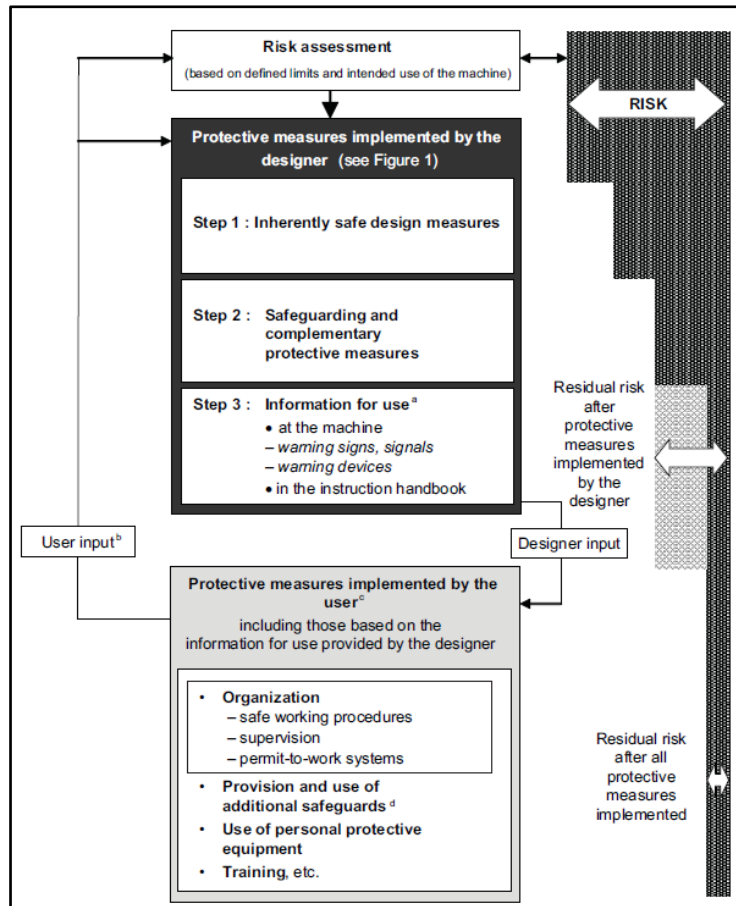 Risk assessment
(based on defined limits and intended use of the machine)
RISK
Protective measures implemented by the
designer (see Figure 1)
Step 1 : Inherently safe design measures
Step 2 : Safeguarding and
complementary
protective measures
Step 3 : Information for use a
• at the machine
– warning signs, signals
– warning devices
• in the instruction handbook
Residual risk
after
protective
measures
implemented
by the
designer
User input b
Designer input
Protective measures implemented by the
user c
including those based on the
information for use provided by the designer
• Organization
– safe working procedures
– supervision
– permit-to-work systems
• Provision and use of
additional safeguards d
• Use of personal protective
equipment
• Training, etc.
Residual risk
after all
protective
measures
implemented